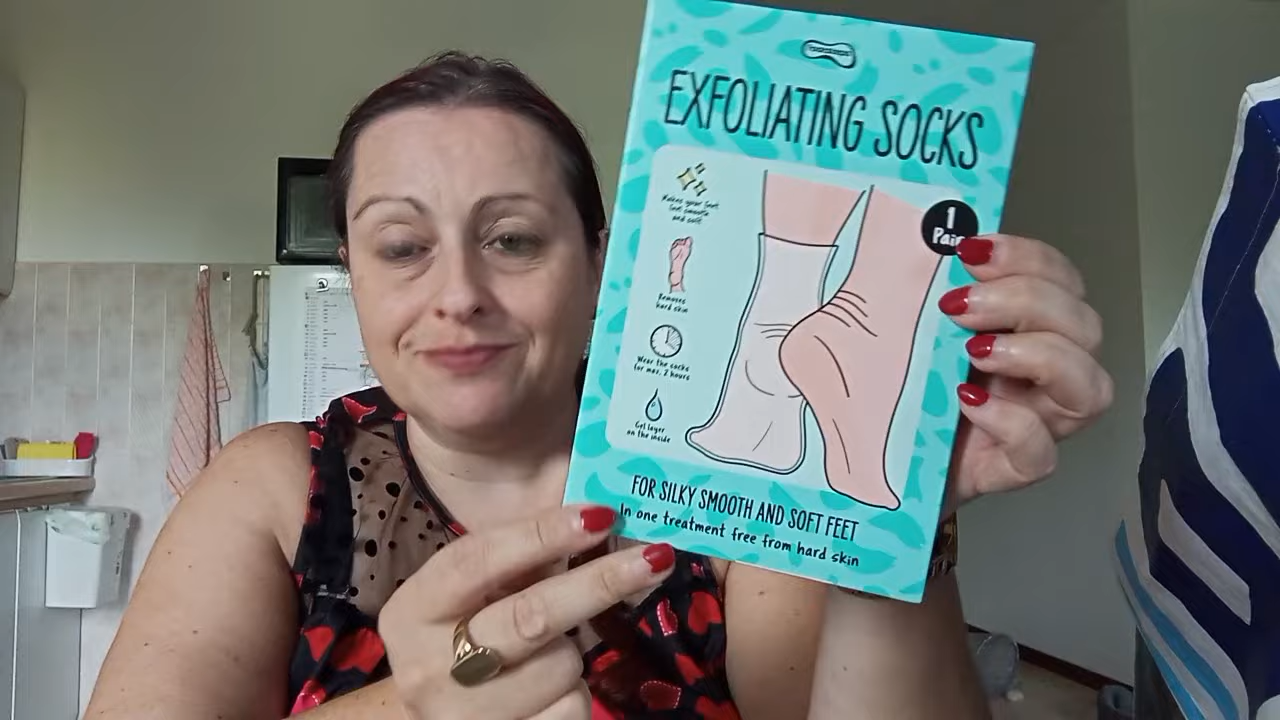 EXFOLIATING SOCKS
Makes your feet
feel smooth
and soft
1
Pair
Removes
hard skin
Wear the socks
for max. 2 hours
Gel layer
on the inside
FOR SILKY SMOOTH AND SOFT FEET
In one treatment free from hard skin